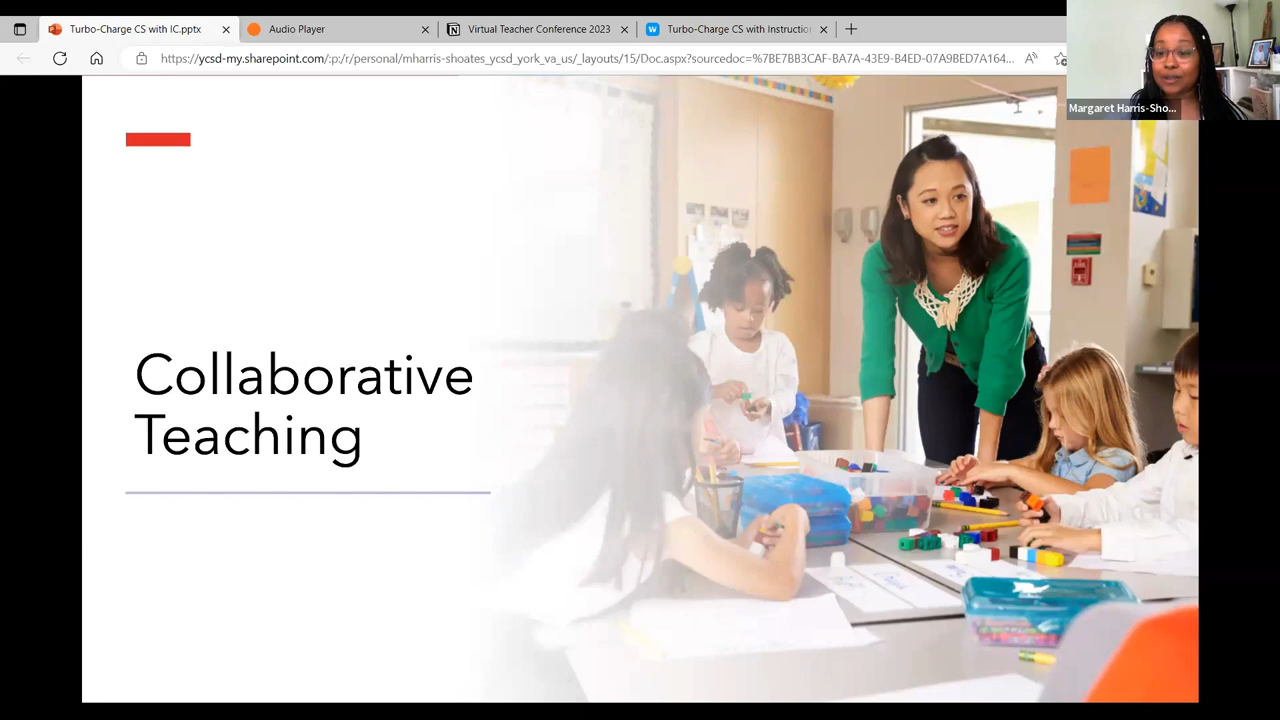 Turbo-Charge CS with IC.pptx
Audio Player
Virtual Teacher Conference 2023
Turbo-Charge CS with Instructio
https://ycsd-my.sharepoint.com/:p:/r/personal/mharris-shoates_ycsd_york_va_us/_layouts/15/Doc.aspx?sourcedoc=%7BE7BB3CAF-BA7A-43E9-B4ED-07A9BED7A164...
Margaret Harris-Sho...
Collaborative
Teaching